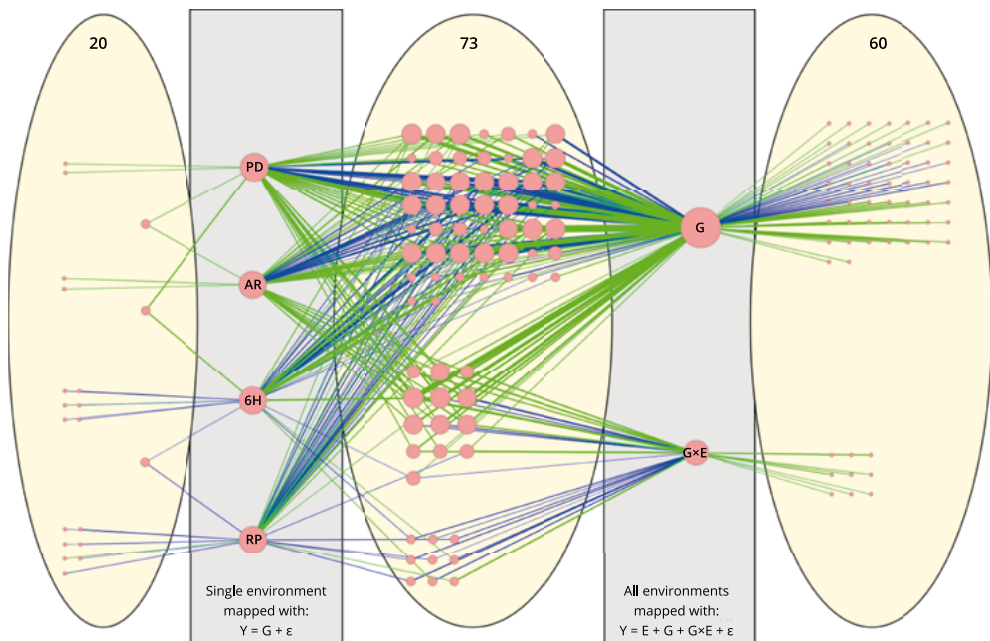 20
73
60
PD
G
AR
6H
G×E
RP
Single environment
mapped with:
Y = G + ε
All environments
mapped with:
Y = E + G + G×E + ε